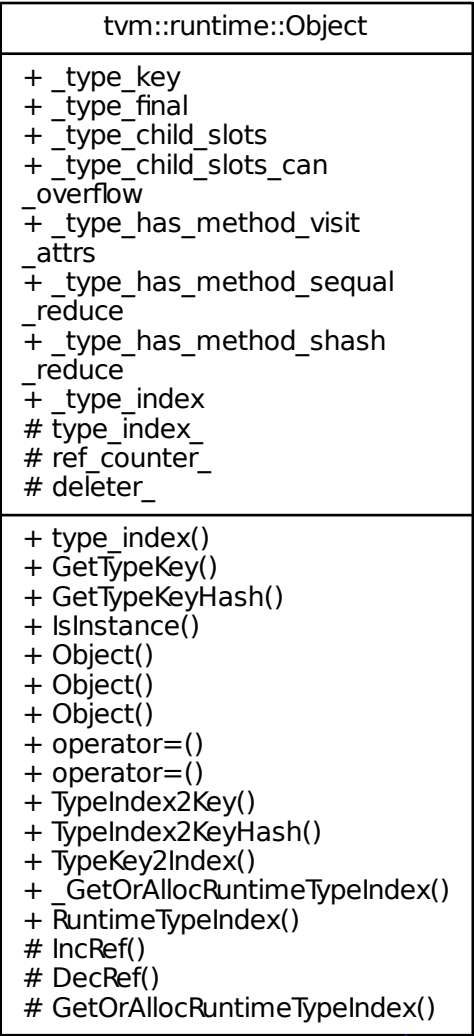 tvm::runtime::Object
+ _type_key
+ _type_final
+ _type_child_slots
+ _type_child_slots_can
_overflow
+ _type_has_method_visit
_attrs
+ _type_has_method_sequal
_reduce
+ _type_has_method_shash
_reduce
+ _type_index
# type_index_
# ref_counter_
# deleter_
+ type_index()
+ GetTypeKey()
+ GetTypeKeyHash()
+ IsInstance()
+ Object()
+ Object()
+ Object()
+ operator=()
+ operator=()
+ TypeIndex2Key()
+ TypeIndex2KeyHash()
+ TypeKey2Index()
+ _GetOrAllocRuntimeTypeIndex()
+ RuntimeTypeIndex()
# IncRef()
# DecRef()
# GetOrAllocRuntimeTypeIndex()